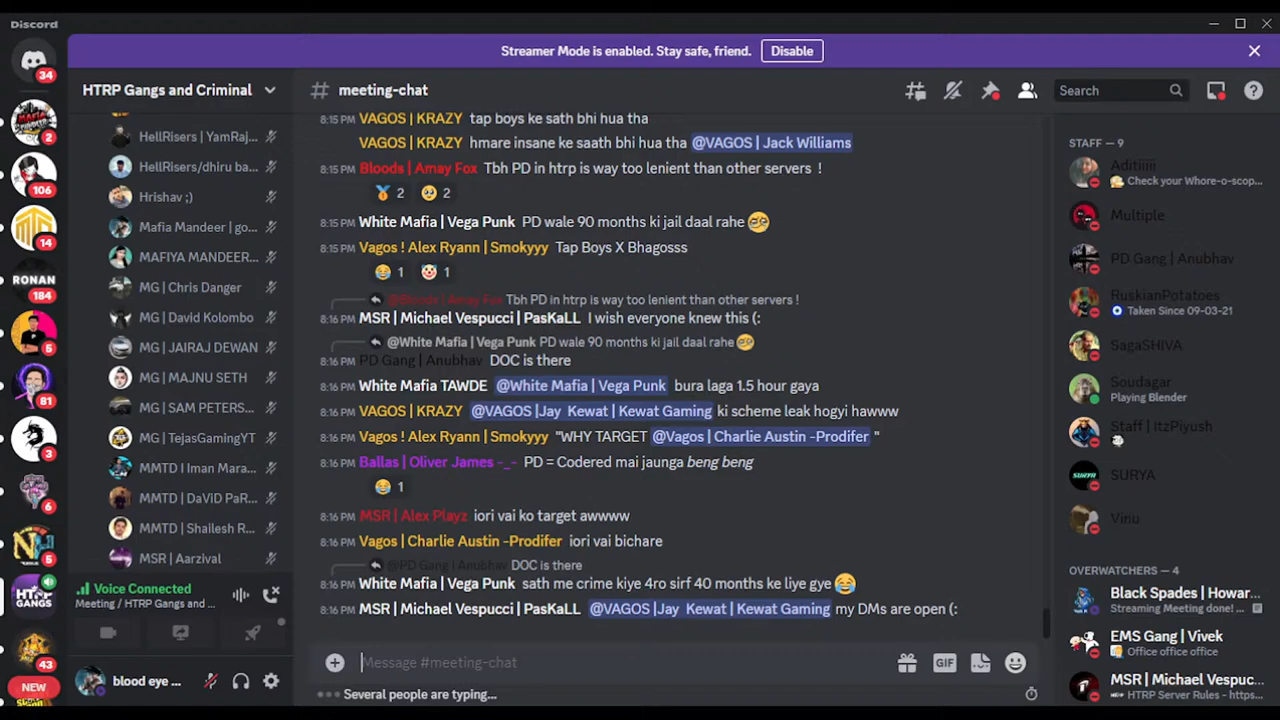 Discord
Streamer Mode is enabled. Stay safe, friend. Disable
HTRP Gangs and Criminal
# meeting-chat
Search
34
2
106
14
RONAN
184
5
81
3
6
5
HTRP
GANGS
43
NEW
HellRisers | YamRaj...
HellRisers/dhiru ba...
Hrishav ;)
Mafia Mandeer | go...
MAFIYA MANDEER...
MG | Chris Danger
MG | David Kolombo
MG | JAIRAJ DEWAN
MG | MAJNU SETH
MG | SAM PETERS...
MG | TejasGamingYT
MMTD I Iman Mara...
MMTD | DaViD PaR...
MMTD | Shailesh R...
MSR | Aarzival
Voice Connected
Meeting / HTRP Gangs and ...
blood eye ...
8:15 PM VAGOS | KRAZY tap boys ke sath bhi hua tha
VAGOS | KRAZY hmare insane ke saath bhi hua tha @VAGOS | Jack Williams
8:15 PM Bloods | Amay Fox Tbh PD in htrp is way too lenient than other servers !
2 2
8:15 PM White Mafia | Vega Punk PD wale 90 months ki jail daal rahe
8:15 PM Vagos ! Alex Ryann | Smokyyy Tap Boys X Bhagosss
1 1
@Bloods | Amay Fox Tbh PD in htrp is way too lenient than other servers !
8:16 PM MSR | Michael Vespucci | PasKaLL I wish everyone knew this (:
@White Mafia | Vega Punk PD wale 90 months ki jail daal rahe
8:16 PM PD Gang | Anubhav DOC is there
8:16 PM White Mafia TAWDE @White Mafia | Vega Punk bura laga 1.5 hour gaya
8:16 PM VAGOS | KRAZY @VAGOS |Jay Kewat | Kewat Gaming ki scheme leak hogyi hawww
8:16 PM Vagos ! Alex Ryann | Smokyyy "WHY TARGET @Vagos | Charlie Austin -Prodifer "
8:16 PM Ballas | Oliver James -_- PD = Codered mai jaunga beng beng
1
8:16 PM MSR | Alex Playz iori vai ko target awwww
8:16 PM Vagos | Charlie Austin -Prodifer iori vai bichare
@PD Gang | Anubhav DOC is there
8:16 PM White Mafia | Vega Punk sath me crime kiye 4ro sirf 40 months ke liye gye
8:16 PM MSR | Michael Vespucci | PasKaLL @VAGOS |Jay Kewat | Kewat Gaming my DMs are open (:
Message #meeting-chat
GIF
Several people are typing...
STAFF — 9
Aditiiiii
Check your Whore-o-scop...
Multiple
PD Gang | Anubhav
RuskianPotatoes
Taken Since 09-03-21
SagaSHIVA
Soudagar
Playing Blender
Staff | ItzPiyush
SURYA
Vinu
OVERWATCHERS — 4
Black Spades | Howar...
Streaming Meeting done! ...
EMS Gang | Vivek
Office office office
MSR | Michael Vespuc...
HTRP Server Rules - https...